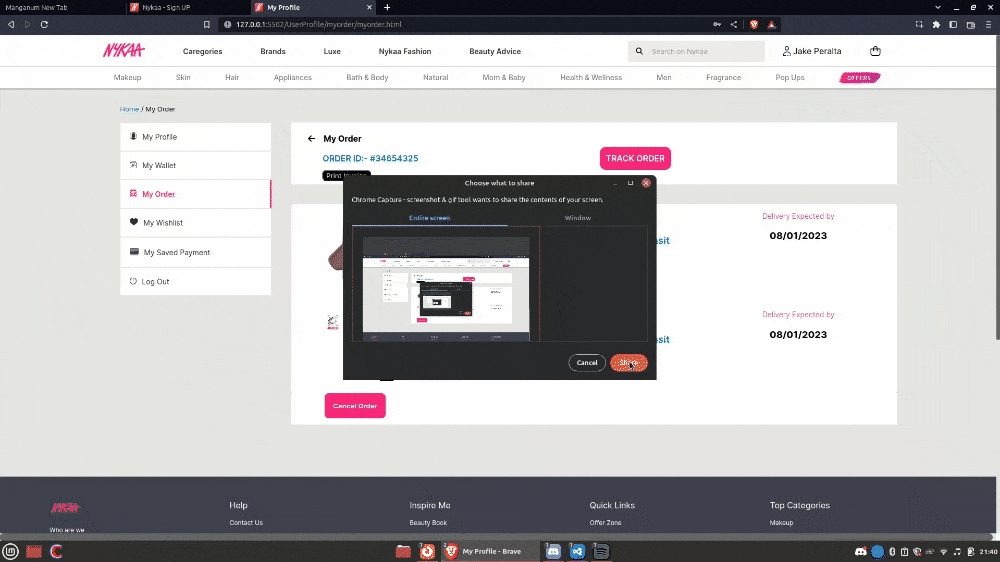 Manganum New Tab
Nykaa - Sign UP
My Profile
127.0.0.1:5502/UserProfile/myorder/myorder.html
NYKAA
Caregories
Brands
Luxe
Nykaa Fashion
Beauty Advice
Search on Nykaa
Jake Peralta
Makeup
Skin
Hair
Appliances
Bath & Body
Natural
Mom & Baby
Health & Wellness
Men
Fragrance
Pop Ups
OFFERS
Home / My Order
My Profile
My Wallet
My Order
My Wishlist
My Saved Payment
Log Out
My Order
ORDER ID:- #34654325
TRACK ORDER
Print
Choose what to share
Chrome Capture - screenshot & gif tool wants to share the contents of your screen.
Entire screen
Window
Cancel
Share
Delivery Expected by
08/01/2023
Delivery Expected by
08/01/2023
Cancel Order
NYKAA
Who are we
Help
Contact Us
Inspire Me
Beauty Book
Quick Links
Offer Zone
Top Categories
Makeup
My Profile - Brave
21:40